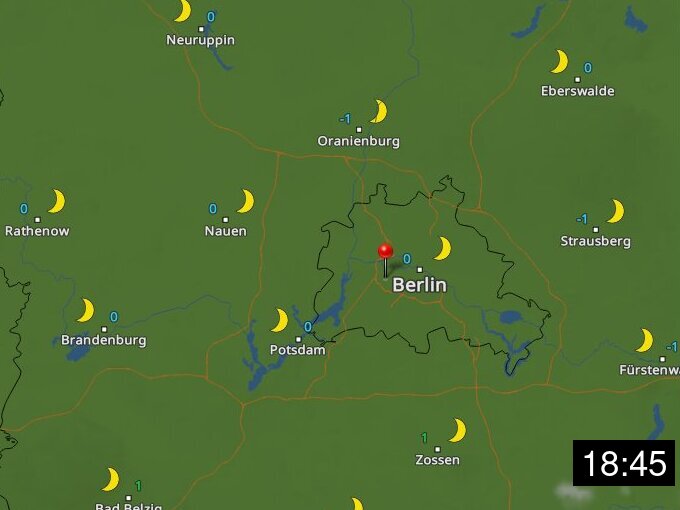 0
Neuruppin
0
Eberswalde
-1
Oranienburg
0
Rathenow
0
Nauen
-1
Strausberg
0
Berlin
0
Brandenburg
0
Potsdam
-1
Fürstenwa
1
Zossen
18:45
1
Bad Belzig